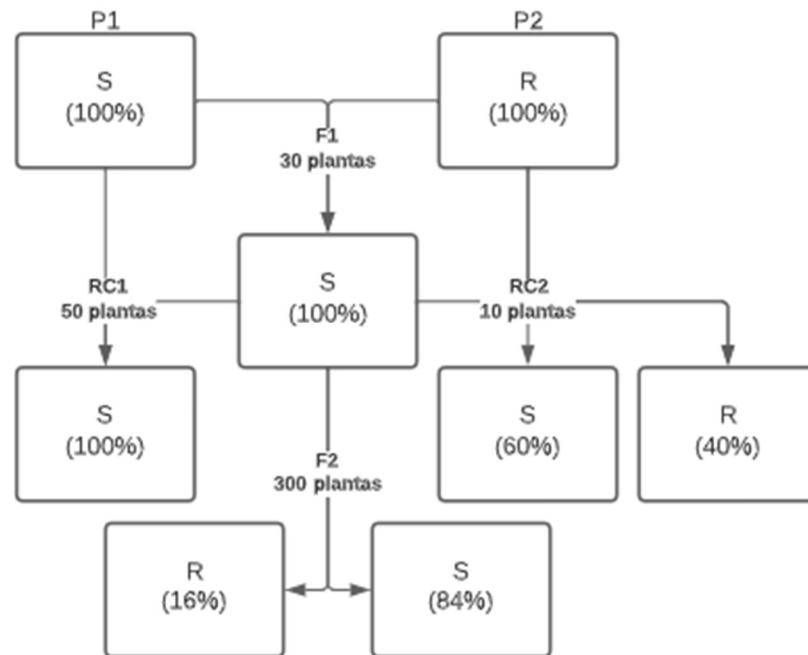 P1
P2
S
(100%)
R
(100%)
F1
30 plantas
S
(100%)
RC1
50 plantas
RC2
10 plantas
S
(100%)
S
(60%)
R
(40%)
F2
300 plantas
R
(16%)
S
(84%)